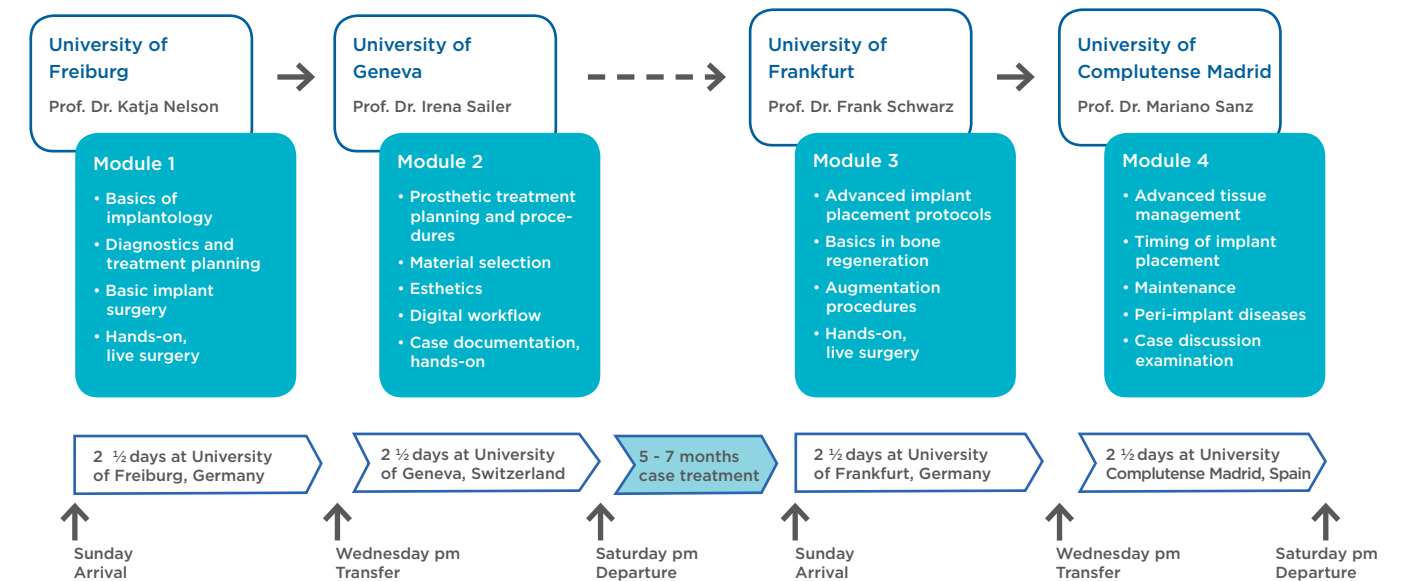 University of
Freiburg
Prof. Dr. Katja Nelson
University of
Geneva
Prof. Dr. Irena Sailer
University of
Frankfurt
Prof. Dr. Frank Schwarz
University of
Complutense Madrid
Prof. Dr. Mariano Sanz
Module 1
• Basics of
implantology
• Diagnostics and
treatment planning
• Basic implant
surgery
• Hands-on,
live surgery
Module 2
• Prosthetic treatment
planning and proce-
dures
• Material selection
• Esthetics
• Digital workflow
• Case documentation,
hands-on
Module 3
• Advanced implant
placement protocols
• Basics in bone
regeneration
• Augmentation
procedures
• Hands-on,
live surgery
Module 4
• Advanced tissue
management
• Timing of implant
placement
• Maintenance
• Peri-implant diseases
• Case discussion
examination
2 ½ days at University
of Freiburg, Germany
2 ½ days at University
of Geneva, Switzerland
5 - 7 months
case treatment
2 ½ days at University
of Frankfurt, Germany
2 ½ days at University
Complutense Madrid, Spain
Sunday
Arrival
Wednesday pm
Transfer
Saturday pm
Departure
Sunday
Arrival
Wednesday pm
Transfer
Saturday pm
Departure